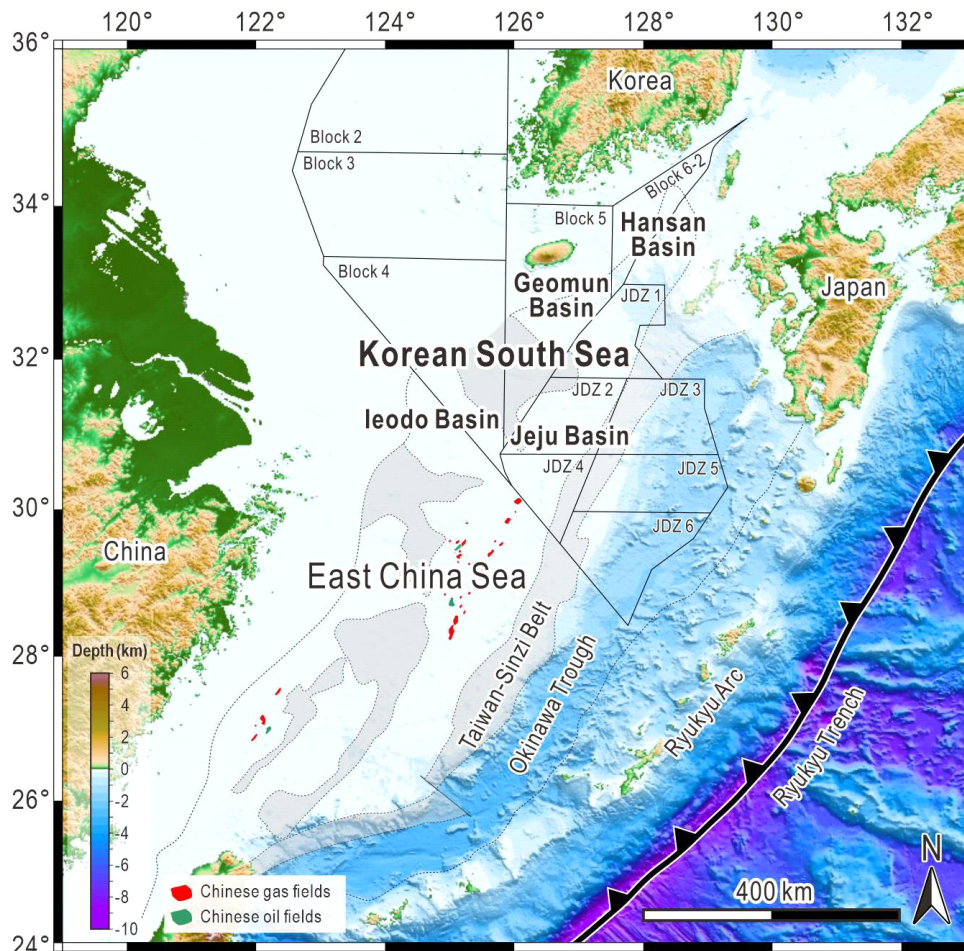 120° 122° 124° 126° 128° 130° 132°
36°
34°
32°
30°
28°
26°
24°
Korea
Block 2
Block 3
Block 6-2
Block 5
Hansan
Basin
Block 4
Geomun
Basin
JDZ 1
Japan
Korean South Sea
JDZ 2
JDZ 3
Ieodo Basin
Jeju Basin
JDZ 4
JDZ 5
JDZ 6
China
East China Sea
Taiwan-Sinzi Belt
Okinawa Trough
Ryukyu Arc
Ryukyu Trench
Depth (km)
6
4
2
0
-2
-4
-6
-8
-10
Chinese gas fields
Chinese oil fields
400 km
N